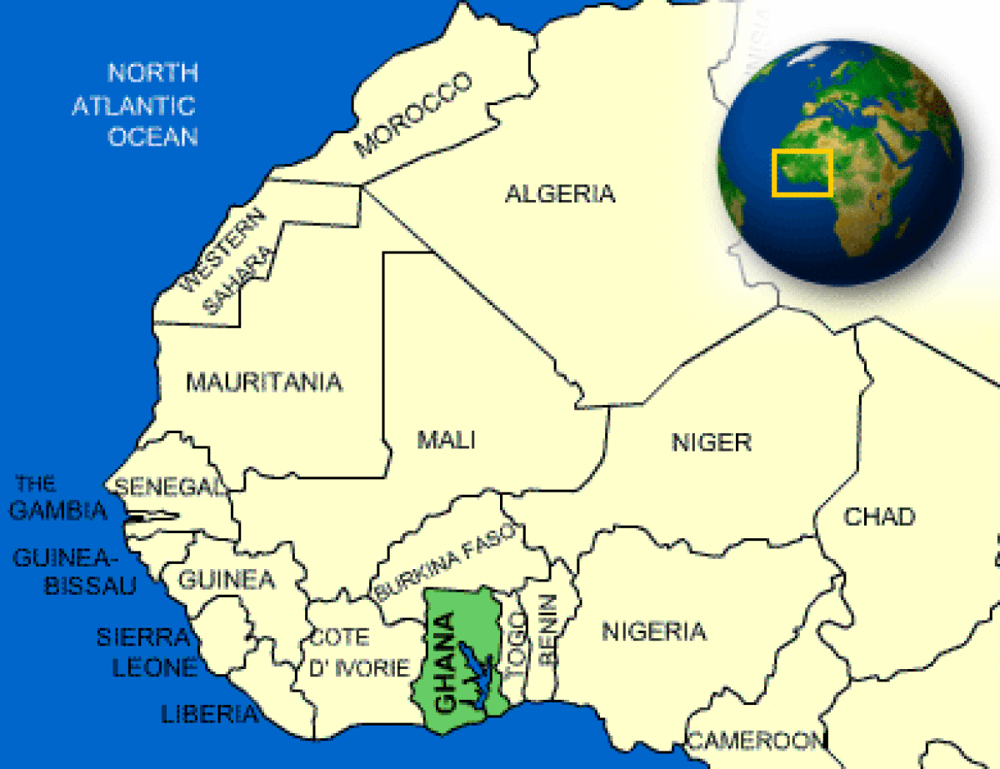 NORTH
ATLANTIC
OCEAN
MOROCCO
ALGERIA
WESTERN
SAHARA
MAURITANIA
MALI
NIGER
CHAD
THE
GAMBIA
SENEGAL
GUINEA-
BISSAU
GUINEA
BURKINA FASO
SIERRA
LEONE
COTE
D' IVORIE
GHANA
TOGO
BENIN
NIGERIA
LIBERIA
CAMEROON